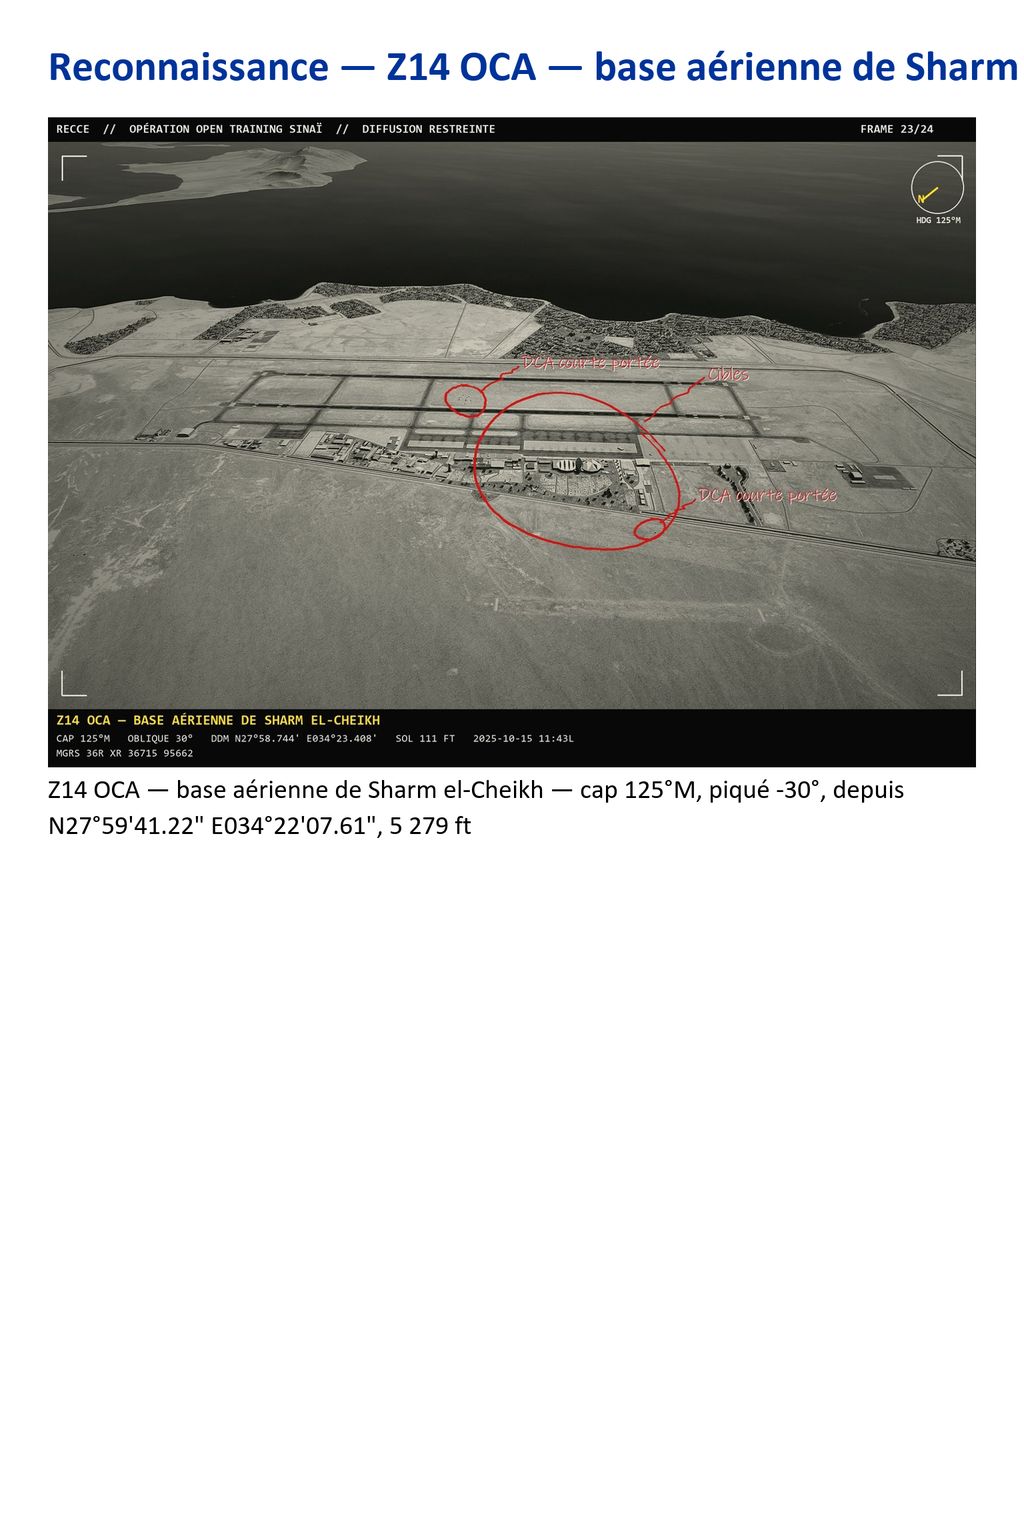 Reconnaissance — Z14 OCA — base aérienne de Sharm
RECCE // OPÉRATION OPEN TRAINING SINAÏ // DIFFUSION RESTREINTE
FRAME 23/24
N
HDG 125°M
DCA courte portée
Cibles
DCA courte portée
Z14 OCA — BASE AÉRIENNE DE SHARM EL-CHEIKH
CAP 125°M OBLIQUE 30° DDM N27°58.744' E034°23.408' SOL 111 FT 2025-10-15 11:43L
MGRS 36R XR 36715 95662
Z14 OCA — base aérienne de Sharm el-Cheikh — cap 125°M, piqué -30°, depuis
N27°59'41.22" E034°22'07.61", 5 279 ft